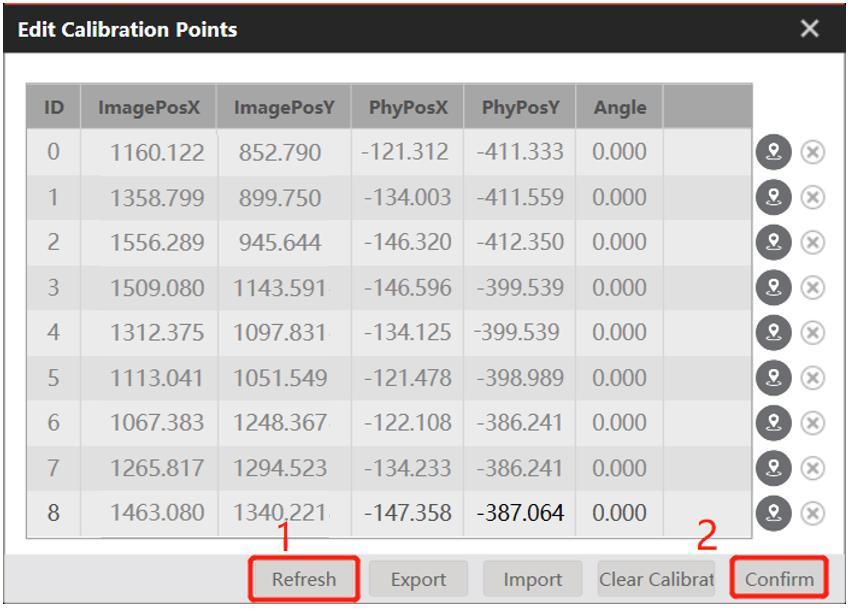 Edit Calibration Points
ID ImagePosX ImagePosY PhyPosX PhyPosY Angle
0 1160.122 852.790 -121.312 -411.333 0.000
1 1358.799 899.750 -134.003 -411.559 0.000
2 1556.289 945.644 -146.320 -412.350 0.000
3 1509.080 1143.591 -146.596 -399.539 0.000
4 1312.375 1097.831 -134.125 -399.539 0.000
5 1113.041 1051.549 -121.478 -398.989 0.000
6 1067.383 1248.367 -122.108 -386.241 0.000
7 1265.817 1294.523 -134.233 -386.241 0.000
8 1463.080 1340.221 -147.358 -387.064 0.000
1 2
Refresh Export Import Clear Calibrat Confirm